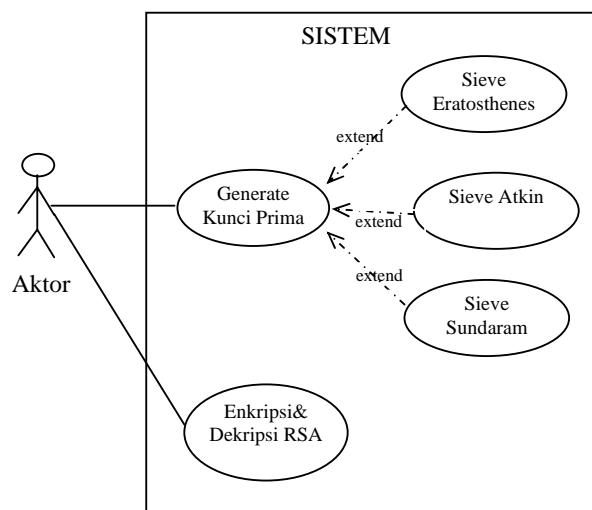 SISTEM
Sieve
Eratosthenes
extend
Generate
Kunci Prima
Sieve Atkin
extend
extend
Sieve
Sundaram
Aktor
Enkripsi&
Dekripsi RSA